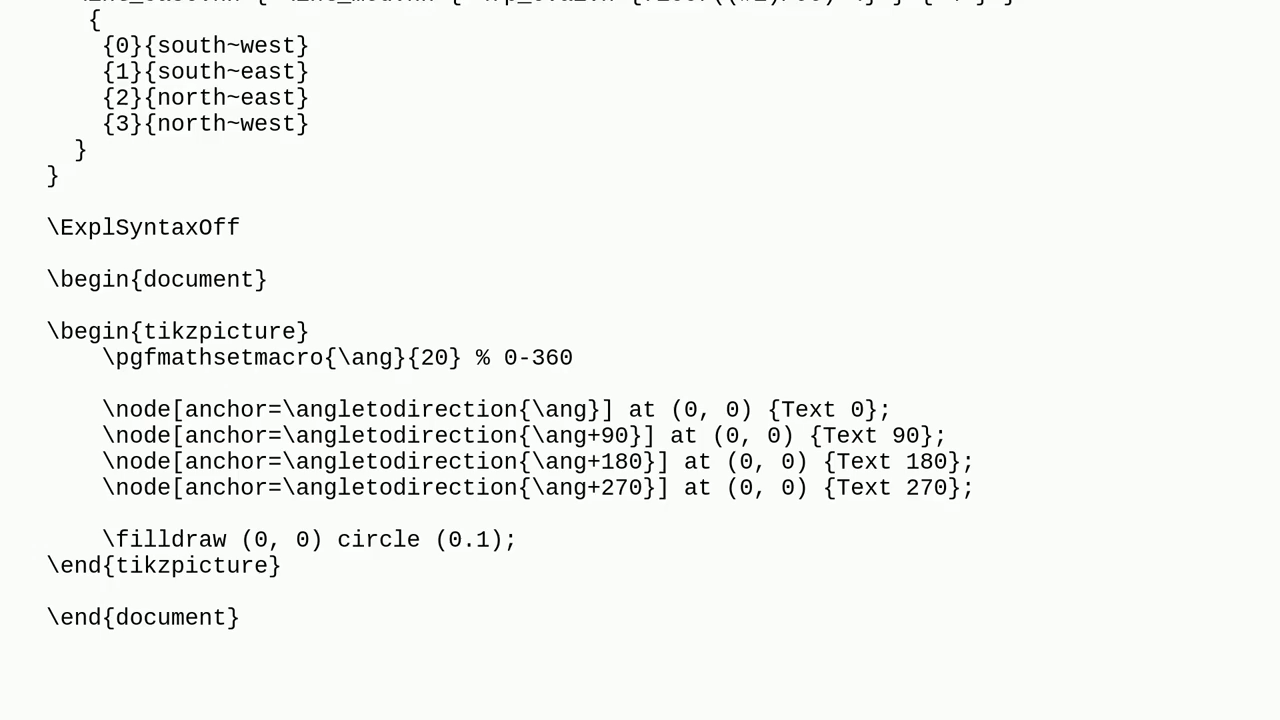 {
{0}{south~west}
{1}{south~east}
{2}{north~east}
{3}{north~west}
}
}
\ExplSyntaxOff
\begin{document}
\begin{tikzpicture}
\pgfmathsetmacro{\ang}{20} % 0-360
\node[anchor=\angletodirection{\ang}] at (0, 0) {Text 0};
\node[anchor=\angletodirection{\ang+90}] at (0, 0) {Text 90};
\node[anchor=\angletodirection{\ang+180}] at (0, 0) {Text 180};
\node[anchor=\angletodirection{\ang+270}] at (0, 0) {Text 270};
\filldraw (0, 0) circle (0.1);
\end{tikzpicture}
\end{document}